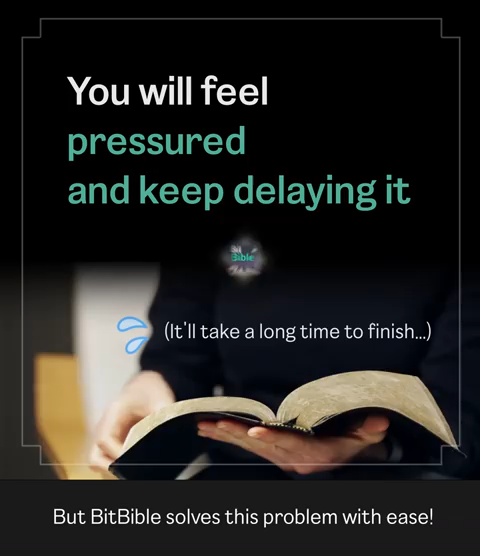 You will feel
pressured
and keep delaying it
Bit
Bible
(It'll take a long time to finish...)
But BitBible solves this problem with ease!